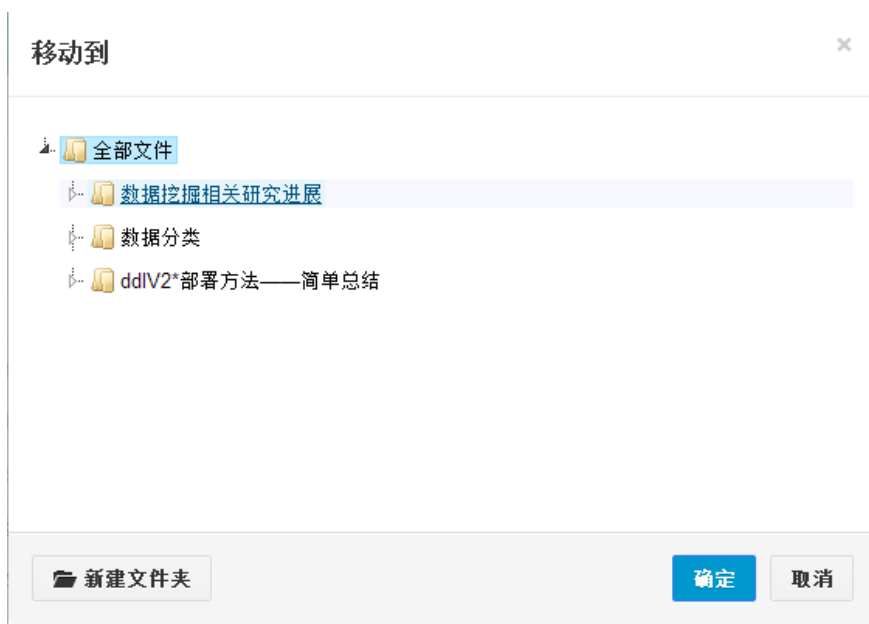 移动到
全部文件
数据挖掘相关研究进展
数据分类
ddlV2*部署方法——简单总结
新建文件夹
确定
取消